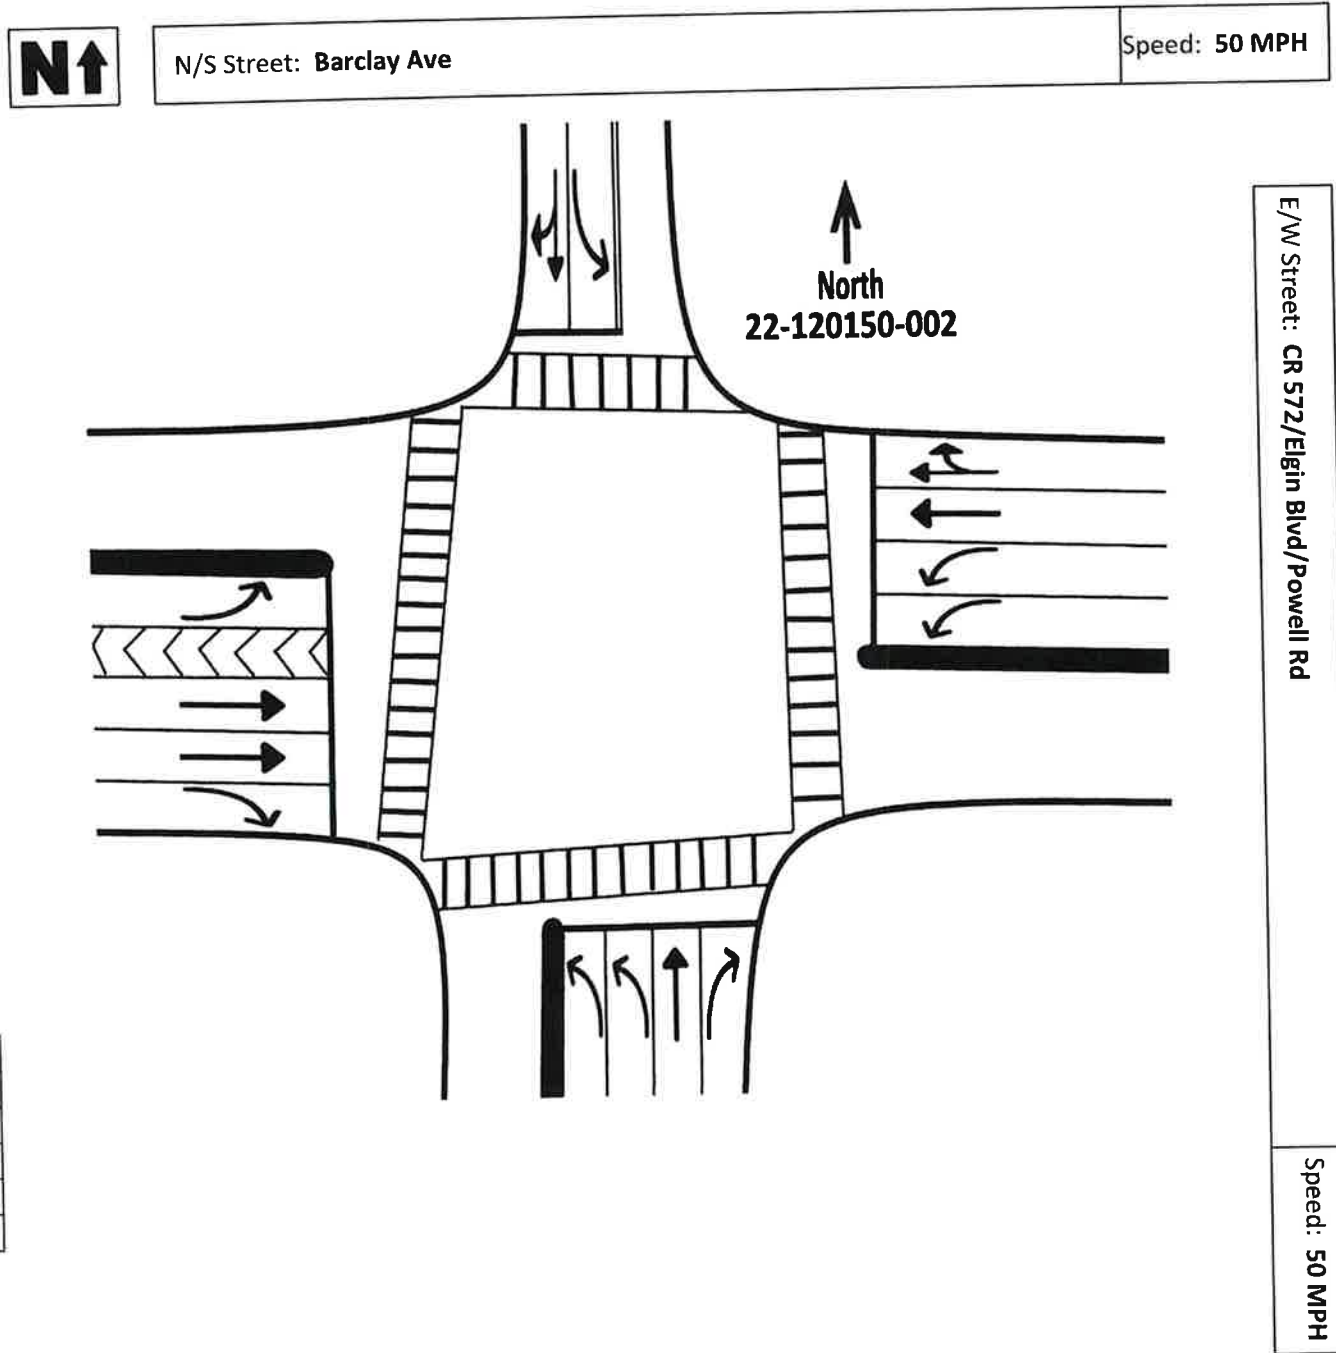 N
N/S Street: Barclay Ave
Speed: 50 MPH
North
22-120150-002
E/W Street: CR 572/Elgin Blvd/Powell Rd
Speed: 50 MPH